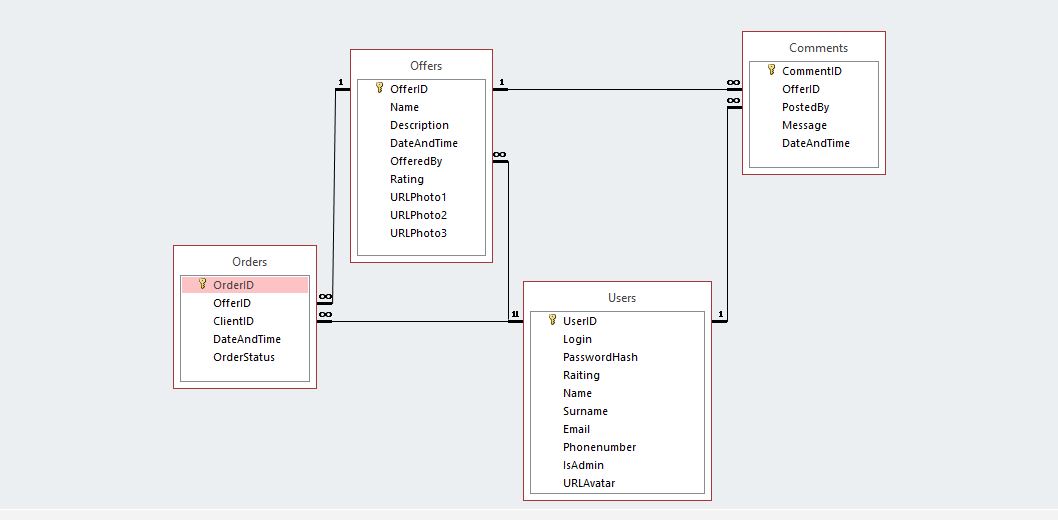 Offers
1
OfferID
1
Name
Description
DateAndTime
OfferedBy
∞
Rating
URLPhoto1
URLPhoto2
URLPhoto3
Comments
CommentID
∞
OfferID
∞
PostedBy
Message
DateAndTime
Orders
OrderID
OfferID
∞
ClientID
∞
DateAndTime
OrderStatus
Users
1
1
UserID
1
Login
PasswordHash
Raiting
Name
Surname
Email
Phonenumber
IsAdmin
URLAvatar